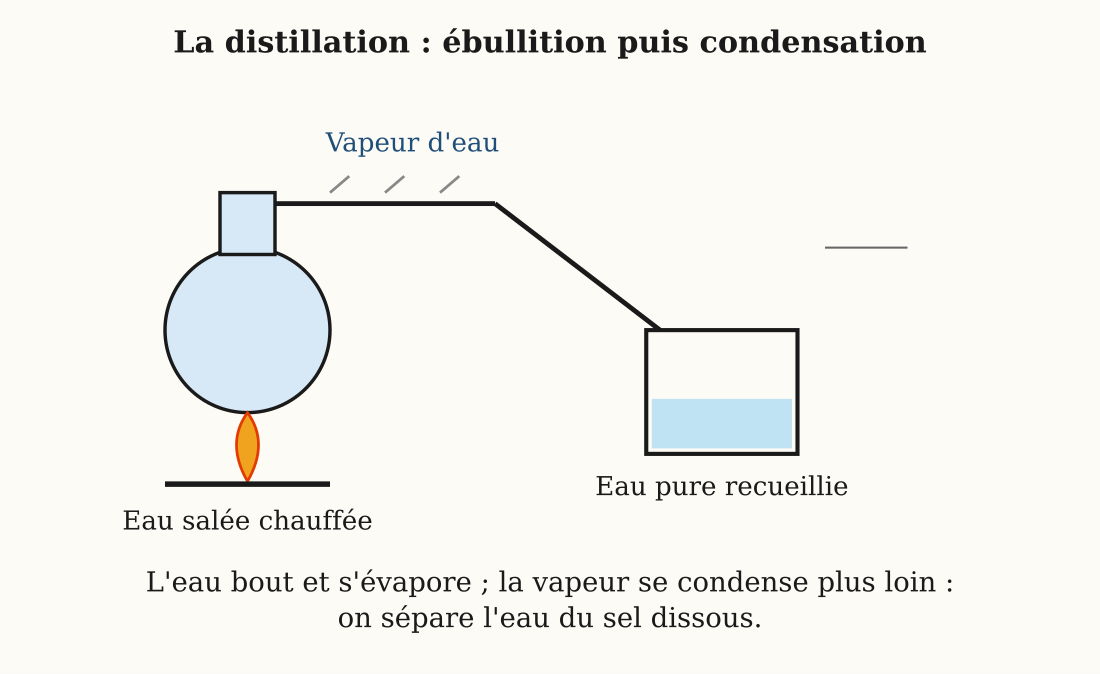 La distillation : ébullition puis condensation
Vapeur d'eau
Eau pure recueillie
Eau salée chauffée
L'eau bout et s'évapore ; la vapeur se condense plus loin :
on sépare l'eau du sel dissous.